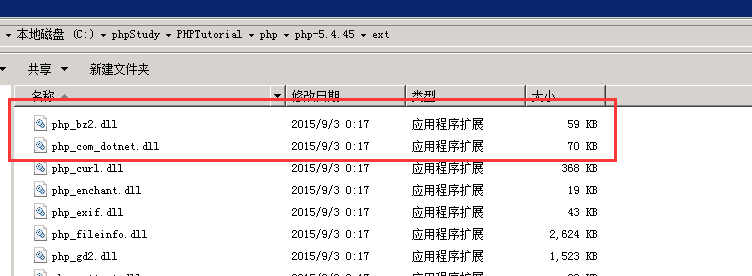 本地磁盘 (C:) ▸ phpStudy ▸ PHPTutorial ▸ php ▸ php-5.4.45 ▸ ext
共享 新建文件夹
名称 修改日期 类型 大小
php_bz2.dll 2015/9/3 0:17 应用程序扩展 59 KB
php_com_dotnet.dll 2015/9/3 0:17 应用程序扩展 70 KB
php_curl.dll 2015/9/3 0:17 应用程序扩展 368 KB
php_enchant.dll 2015/9/3 0:17 应用程序扩展 19 KB
php_exif.dll 2015/9/3 0:17 应用程序扩展 43 KB
php_fileinfo.dll 2015/9/3 0:17 应用程序扩展 2,624 KB
php_gd2.dll 2015/9/3 0:17 应用程序扩展 1,523 KB